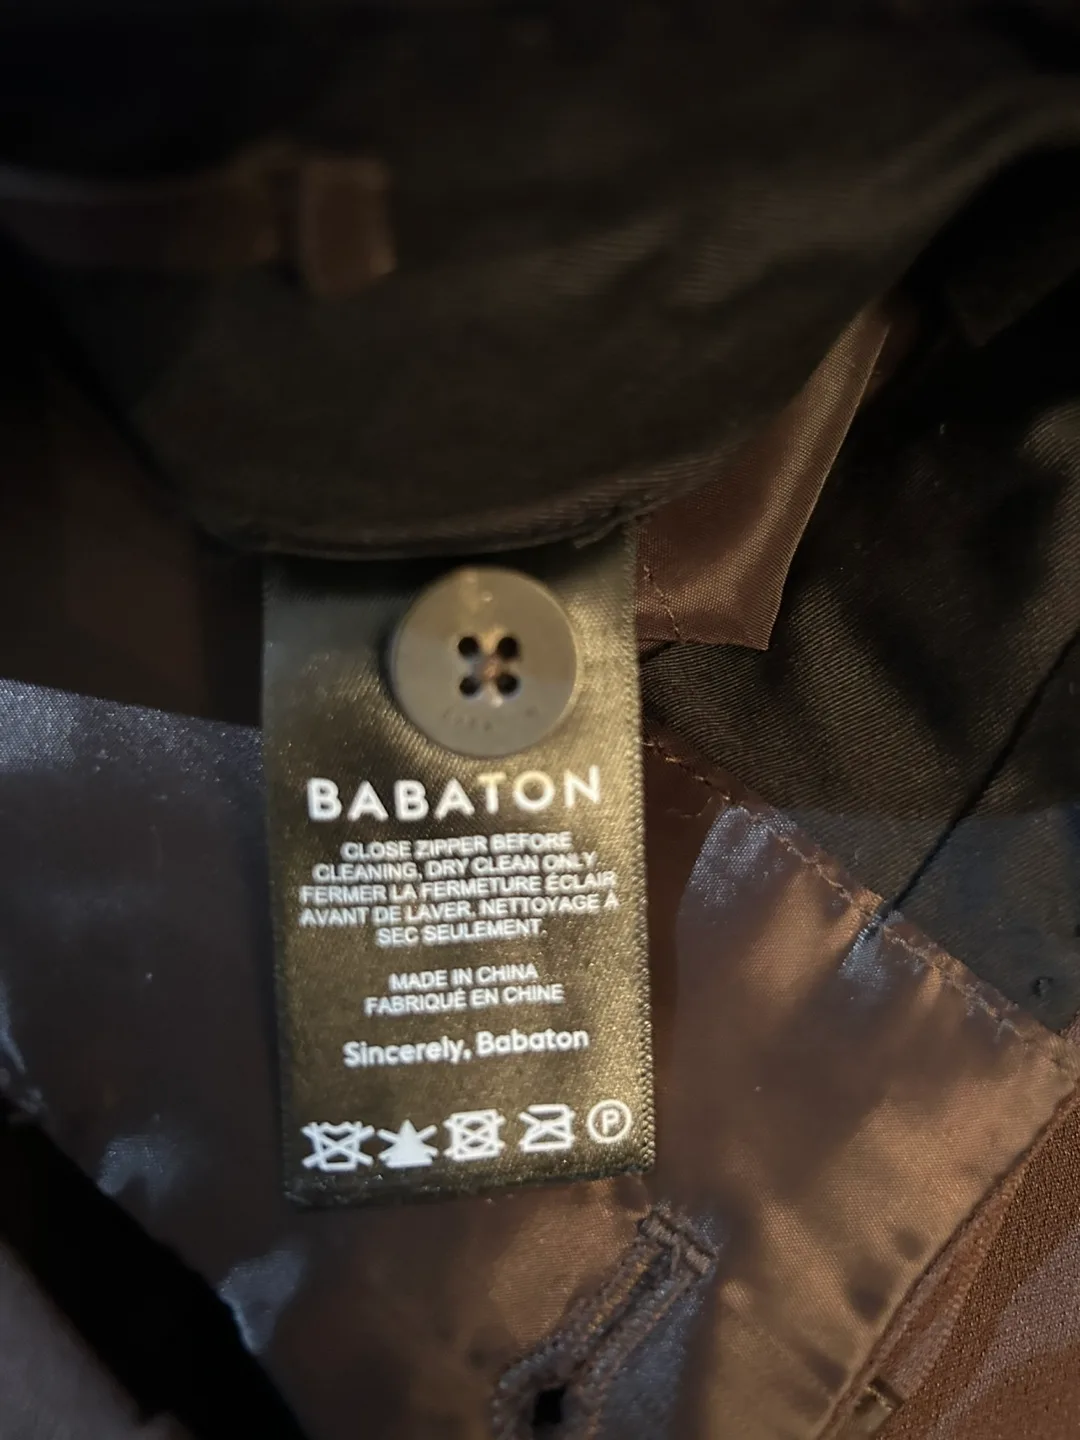 BABATON
CLOSE ZIPPER BEFORE
CLEANING, DRY CLEAN ONLY
FERMER LA FERMETURE ÉCLAIR
AVANT DE LAVER. NETTOYAGE À
SEC SEULEMENT.
MADE IN CHINA
FABRIQUÉ EN CHINE
Sincerely, Babaton
P